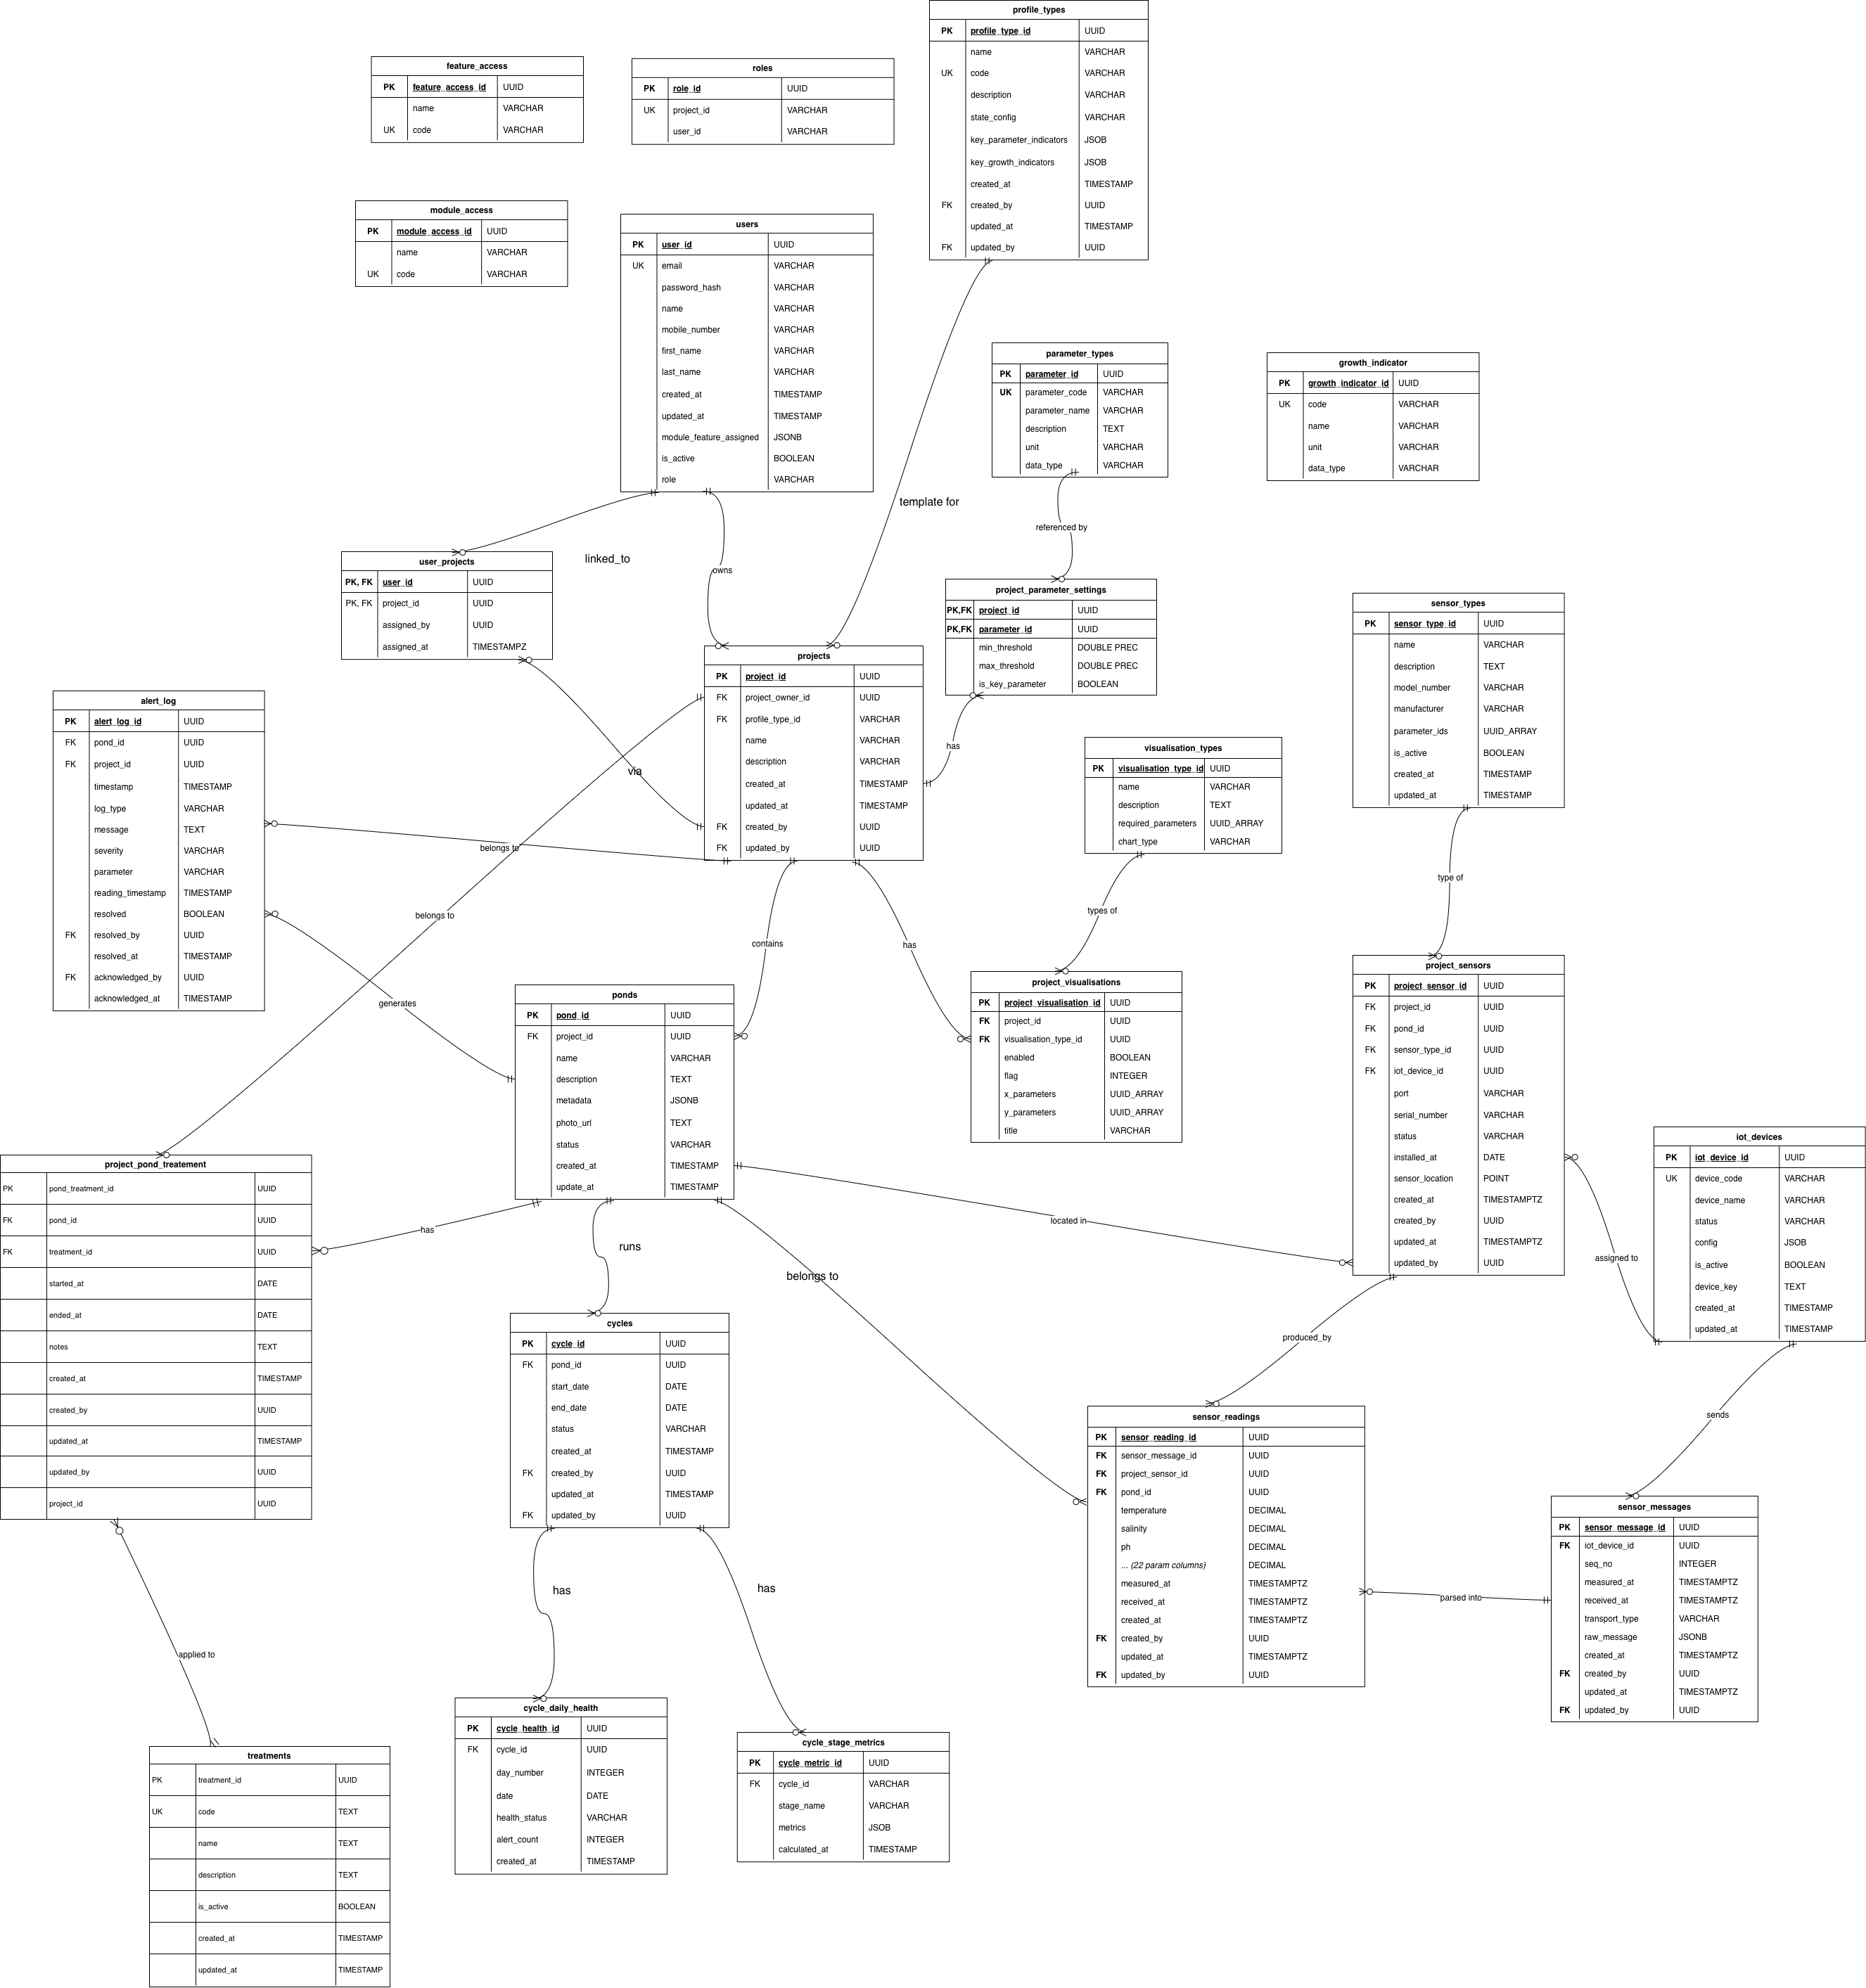 profile_types
PK profile_type_id UUID
name VARCHAR
UK code VARCHAR
description VARCHAR
state_config VARCHAR
key_parameter_indicators JSOB
key_growth_indicators JSOB
created_at TIMESTAMP
FK created_by UUID
updated_at TIMESTAMP
FK updated_by UUID
feature_access
PK feature_access_id UUID
name VARCHAR
UK code VARCHAR
roles
PK role_id UUID
UK project_id VARCHAR
user_id VARCHAR
module_access
PK module_access_id UUID
name VARCHAR
UK code VARCHAR
users
PK user_id UUID
UK email VARCHAR
password_hash VARCHAR
name VARCHAR
mobile_number VARCHAR
first_name VARCHAR
last_name VARCHAR
created_at TIMESTAMP
updated_at TIMESTAMP
module_feature_assigned JSONB
is_active BOOLEAN
role VARCHAR
parameter_types
PK parameter_id UUID
UK parameter_code VARCHAR
parameter_name VARCHAR
description TEXT
unit VARCHAR
data_type VARCHAR
growth_indicator
PK growth_indicator_id UUID
UK code VARCHAR
name VARCHAR
unit VARCHAR
data_type VARCHAR
template for
referenced by
linked_to
owns
user_projects
PK, FK user_id UUID
PK, FK project_id UUID
assigned_by UUID
assigned_at TIMESTAMPZ
project_parameter_settings
PK,FK project_id UUID
PK,FK parameter_id UUID
min_threshold DOUBLE PREC
max_threshold DOUBLE PREC
is_key_parameter BOOLEAN
sensor_types
PK sensor_type_id UUID
name VARCHAR
description TEXT
model_number VARCHAR
manufacturer VARCHAR
parameter_ids UUID_ARRAY
is_active BOOLEAN
created_at TIMESTAMP
updated_at TIMESTAMP
projects
PK project_id UUID
FK project_owner_id UUID
FK profile_type_id VARCHAR
name VARCHAR
description VARCHAR
created_at TIMESTAMP
updated_at TIMESTAMP
FK created_by UUID
FK updated_by UUID
alert_log
PK alert_log_id UUID
FK pond_id UUID
FK project_id UUID
timestamp TIMESTAMP
log_type VARCHAR
message TEXT
severity VARCHAR
parameter VARCHAR
reading_timestamp TIMESTAMP
resolved BOOLEAN
FK resolved_by UUID
resolved_at TIMESTAMP
FK acknowledged_by UUID
acknowledged_at TIMESTAMP
has
via
visualisation_types
PK visualisation_type_id UUID
name VARCHAR
description TEXT
required_parameters UUID_ARRAY
chart_type VARCHAR
belongs to
type of
types of
belongs to
contains
has
generates
project_visualisations
PK project_visualisation_id UUID
FK project_id UUID
FK visualisation_type_id UUID
enabled BOOLEAN
flag INTEGER
x_parameters UUID_ARRAY
y_parameters UUID_ARRAY
title VARCHAR
project_sensors
PK project_sensor_id UUID
FK project_id UUID
FK pond_id UUID
FK sensor_type_id UUID
FK iot_device_id UUID
port VARCHAR
serial_number VARCHAR
status VARCHAR
installed_at DATE
sensor_location POINT
created_at TIMESTAMPTZ
created_by UUID
updated_at TIMESTAMPTZ
updated_by UUID
ponds
PK pond_id UUID
FK project_id UUID
name VARCHAR
description TEXT
metadata JSONB
photo_url TEXT
status VARCHAR
created_at TIMESTAMP
update_at TIMESTAMP
iot_devices
PK iot_device_id UUID
UK device_code VARCHAR
device_name VARCHAR
status VARCHAR
config JSOB
is_active BOOLEAN
device_key TEXT
created_at TIMESTAMP
updated_at TIMESTAMP
project_pond_treatement
PK pond_treatment_id UUID
FK pond_id UUID
FK treatment_id UUID
started_at DATE
ended_at DATE
notes TEXT
created_at TIMESTAMP
created_by UUID
updated_at TIMESTAMP
updated_by UUID
project_id UUID
has
located in
runs
belongs to
assigned to
produced_by
cycles
PK cycle_id UUID
FK pond_id UUID
start_date DATE
end_date DATE
status VARCHAR
created_at TIMESTAMP
FK created_by UUID
updated_at TIMESTAMP
FK updated_by UUID
sends
sensor_readings
PK sensor_reading_id UUID
FK sensor_message_id UUID
FK project_sensor_id UUID
FK pond_id UUID
temperature DECIMAL
salinity DECIMAL
ph DECIMAL
... (22 param columns) DECIMAL
measured_at TIMESTAMPTZ
received_at TIMESTAMPTZ
created_at TIMESTAMPTZ
FK created_by UUID
updated_at TIMESTAMPTZ
FK updated_by UUID
sensor_messages
PK sensor_message_id UUID
FK iot_device_id UUID
seq_no INTEGER
measured_at TIMESTAMPTZ
received_at TIMESTAMPTZ
transport_type VARCHAR
raw_message JSONB
created_at TIMESTAMPTZ
FK created_by UUID
updated_at TIMESTAMPTZ
FK updated_by UUID
has
has
parsed into
applied to
cycle_daily_health
PK cycle_health_id UUID
FK cycle_id UUID
day_number INTEGER
date DATE
health_status VARCHAR
alert_count INTEGER
created_at TIMESTAMP
cycle_stage_metrics
PK cycle_metric_id UUID
FK cycle_id VARCHAR
stage_name VARCHAR
metrics JSOB
calculated_at TIMESTAMP
treatments
PK treatment_id UUID
UK code TEXT
name TEXT
description TEXT
is_active BOOLEAN
created_at TIMESTAMP
updated_at TIMESTAMP